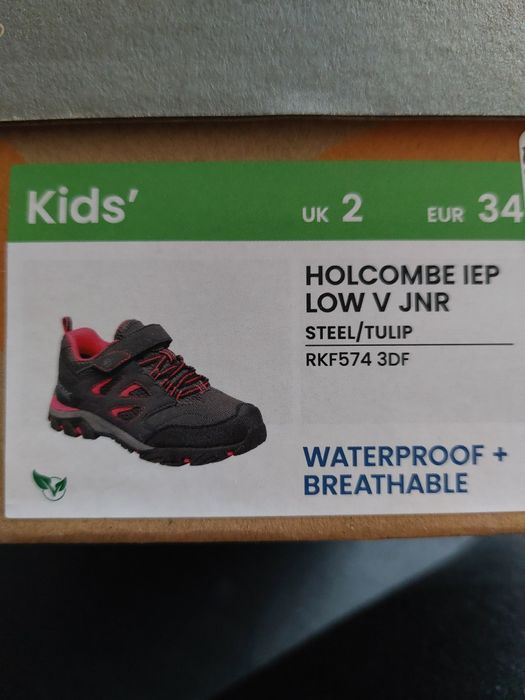 Kids’ UK 2 EUR 34
HOLCOMBE IEP
LOW V JNR
STEEL/TULIP
RKF574 3DF
WATERPROOF +
BREATHABLE